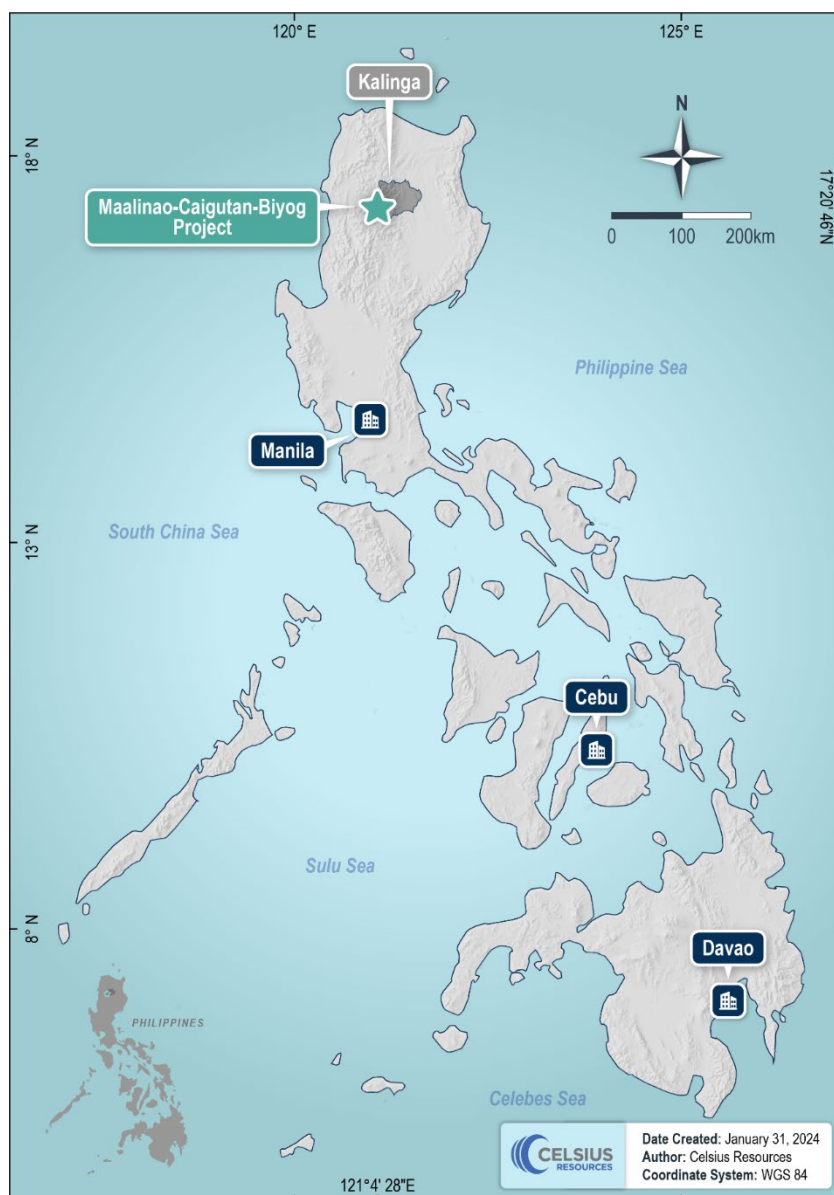 120° E
125° E
Kalinga
N
18° N
17°20'46"N
Maalinao-Caigutan-Biyog
Project
0 100 200km
Philippine Sea
Manila
South China Sea
13° N
Cebu
Sulu Sea
8° N
Davao
PHILIPPINES
Celebes Sea
CELSIUS
RESOURCES
Date Created: January 31, 2024
Author: Celsius Resources
Coordinate System: WGS 84
121°4' 28"E